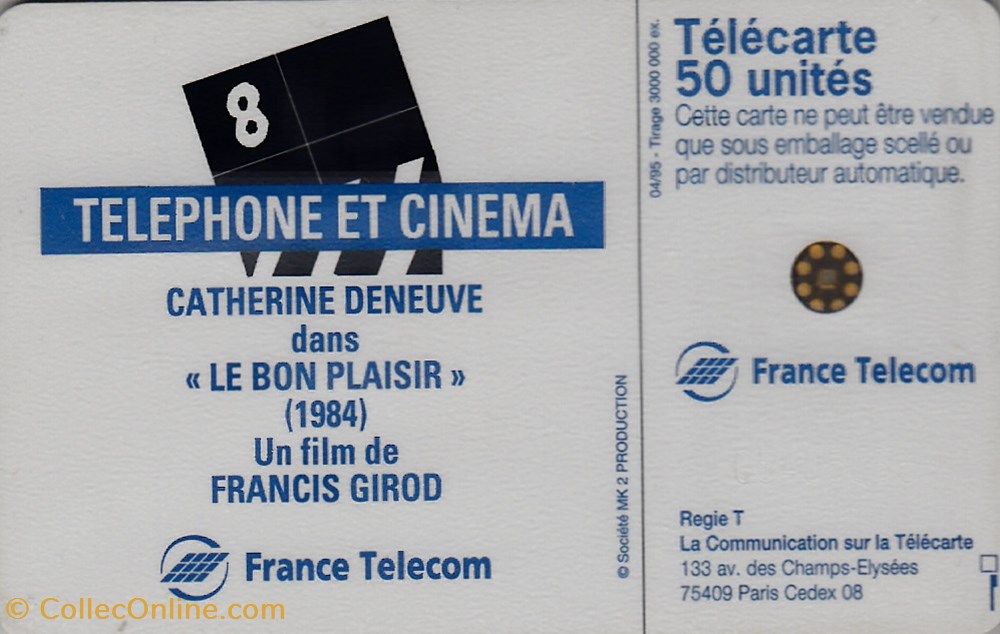 8
TELEPHONE ET CINEMA
CATHERINE DENEUVE
dans
« LE BON PLAISIR »
(1984)
Un film de
FRANCIS GIROD
France Telecom
© Société MK 2 PRODUCTION
04/95 - Tirage 3000 000 ex.
Télécarte
50 unités
Cette carte ne peut être vendue
que sous emballage scellé ou
par distributeur automatique.
France Telecom
Regie T
La Communication sur la Télécarte
133 av. des Champs-Elysées
75409 Paris Cedex 08
© CollecOnline.com